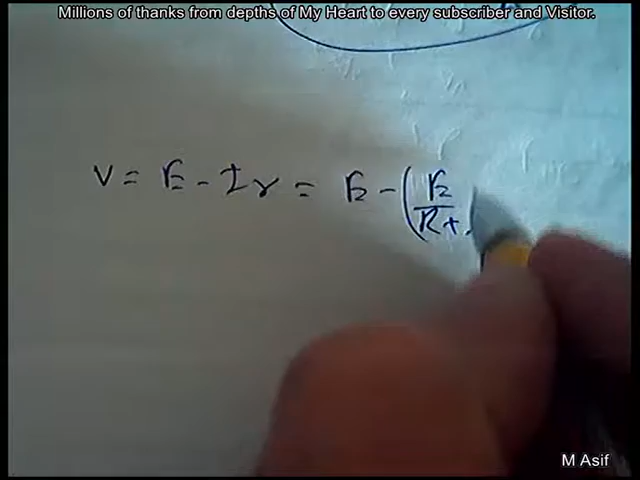 Millions of thanks from depths of My Heart to every subscriber and Visitor.
V = E - Ir = E - (E/R+
M Asif